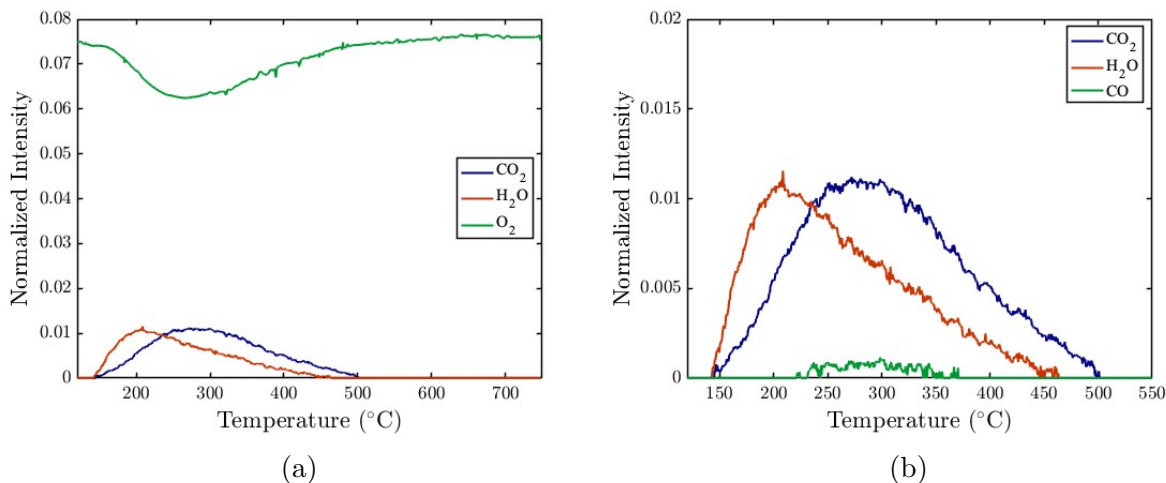 0.08
0.07
0.06
0.05
0.04
0.03
0.02
0.01
0
Normalized Intensity
CO2
H2O
O2
200 300 400 500 600 700
Temperature (°C)
(a)
0.02
0.015
0.01
0.005
0
Normalized Intensity
CO2
H2O
CO
150 200 250 300 350 400 450 500 550
Temperature (°C)
(b)